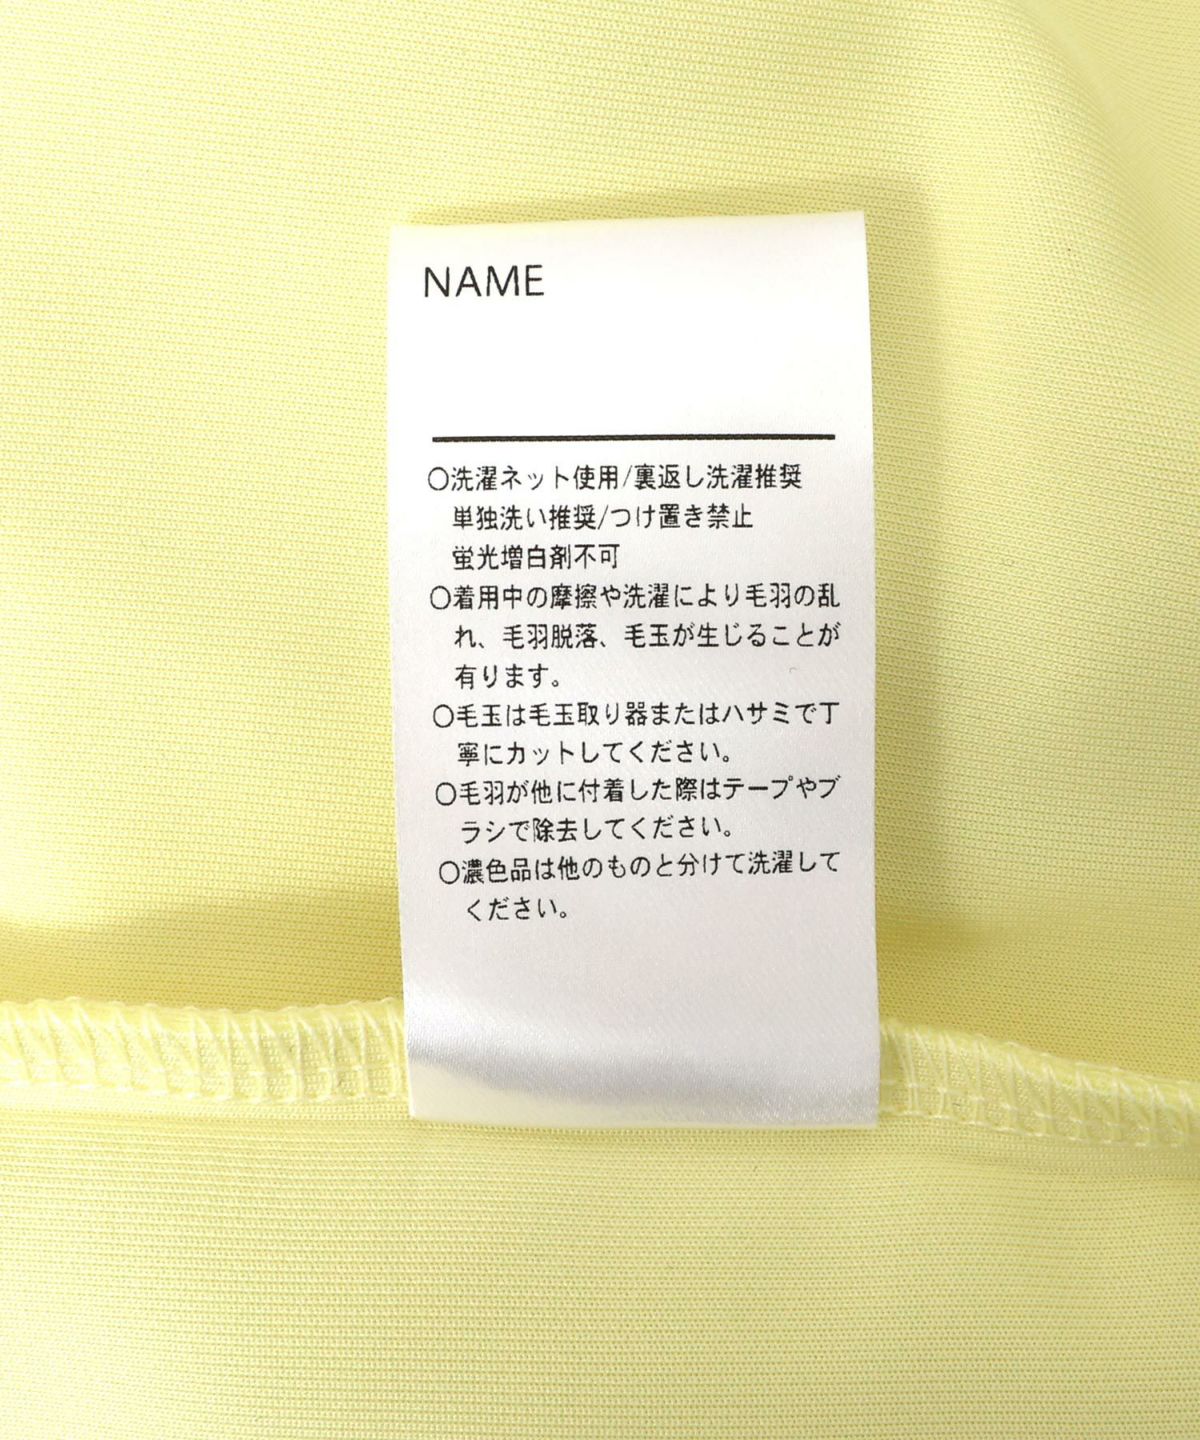 NAME
○洗濯ネット使用/裏返し洗濯推奨
単独洗い推奨/つけ置き禁止
蛍光増白剤不可
○着用中の摩擦や洗濯により毛羽の乱
れ、毛羽脱落、毛玉が生じることが
有ります。
○毛玉は毛玉取り器またはハサミで丁
寧にカットしてください。
○毛羽が他に付着した際はテープやブ
ラシで除去してください。
○濃色品は他のものと分けて洗濯して
ください。